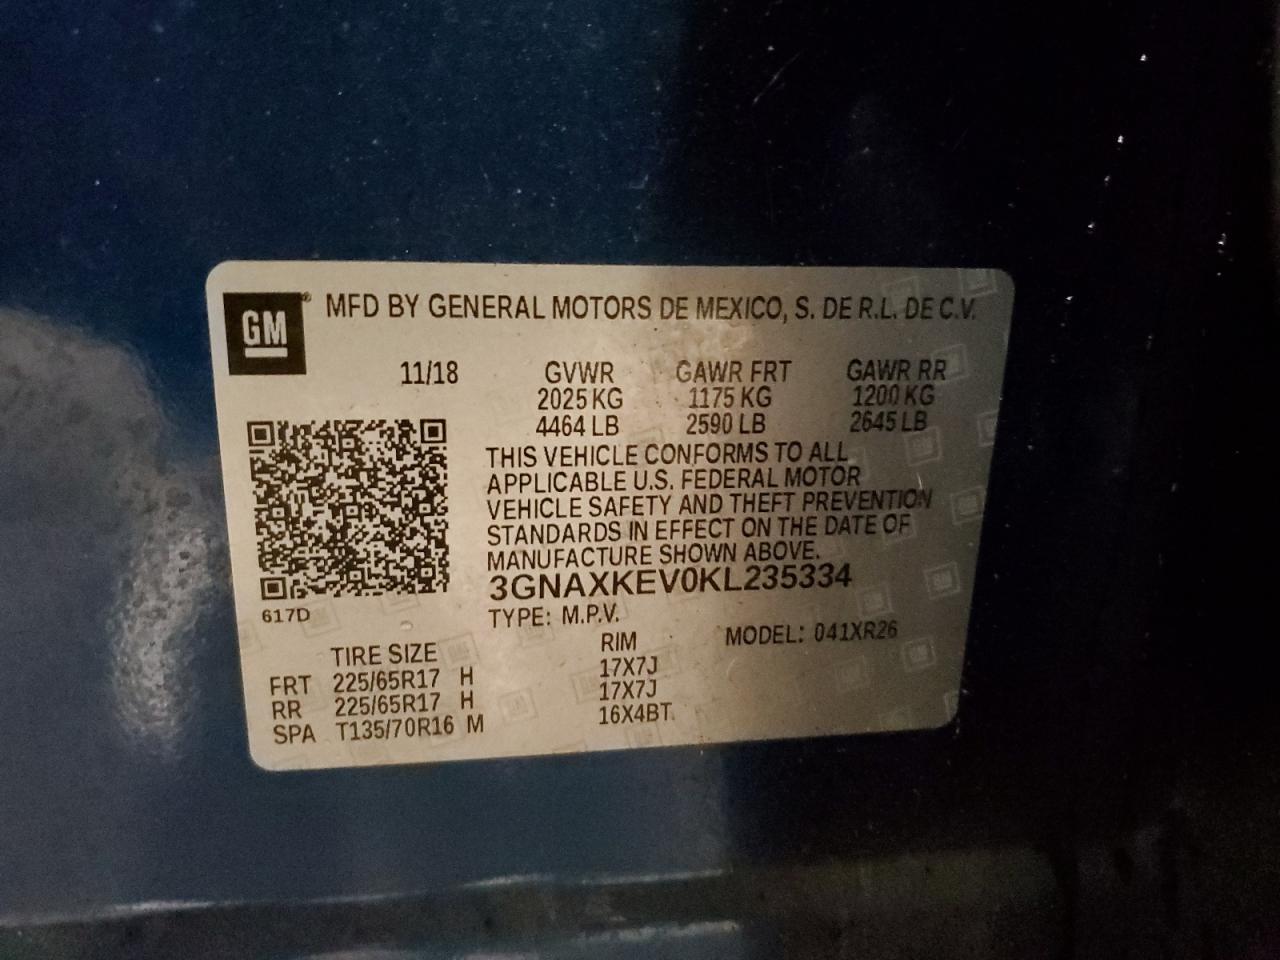 GM® MFD BY GENERAL MOTORS DE MEXICO, S. DE R.L. DE C.V.
11/18 GVWR GAWR FRT GAWR RR
2025 KG 1175 KG 1200 KG
4464 LB 2590 LB 2645 LB
THIS VEHICLE CONFORMS TO ALL
APPLICABLE U.S. FEDERAL MOTOR
VEHICLE SAFETY AND THEFT PREVENTION
STANDARDS IN EFFECT ON THE DATE OF
MANUFACTURE SHOWN ABOVE.
3GNAXKEV0KL235334
617D
TYPE: M.P.V.
MODEL: 041XR26
TIRE SIZE RIM
FRT 225/65R17 H 17X7J
RR 225/65R17 H 17X7J
SPA T135/70R16 M 16X4BT